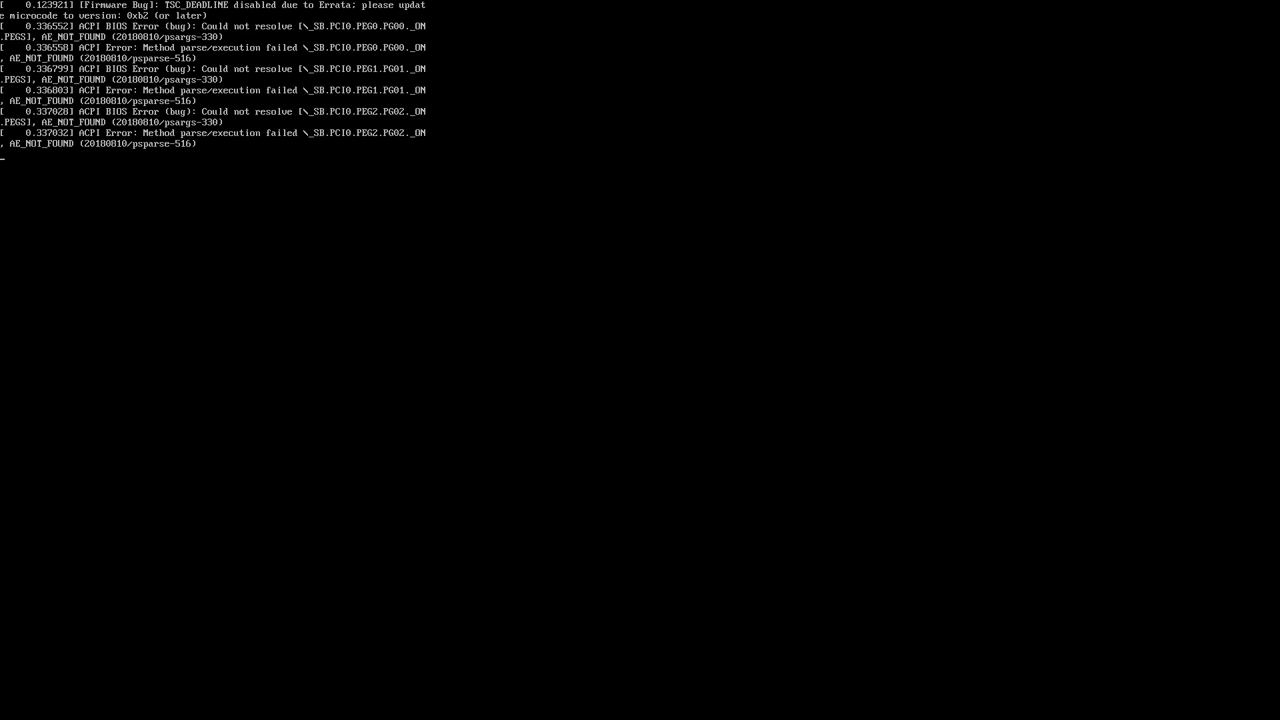 [    0.123921] [Firmware Bug]: TSC_DEADLINE disabled due to Errata; please updat
e microcode to version: 0xb2 (or later)
[    0.336552] ACPI BIOS Error (bug): Could not resolve [\_SB.PCI0.PEG0.PG00._ON
.PEGS], AE_NOT_FOUND (20180810/psargs-330)
[    0.336558] ACPI Error: Method parse/execution failed \_SB.PCI0.PEG0.PG00._ON
, AE_NOT_FOUND (20180810/psparse-516)
[    0.336799] ACPI BIOS Error (bug): Could not resolve [\_SB.PCI0.PEG1.PG01._ON
.PEGS], AE_NOT_FOUND (20180810/psargs-330)
[    0.336803] ACPI Error: Method parse/execution failed \_SB.PCI0.PEG1.PG01._ON
, AE_NOT_FOUND (20180810/psparse-516)
[    0.337028] ACPI BIOS Error (bug): Could not resolve [\_SB.PCI0.PEG2.PG02._ON
.PEGS], AE_NOT_FOUND (20180810/psargs-330)
[    0.337032] ACPI Error: Method parse/execution failed \_SB.PCI0.PEG2.PG02._ON
, AE_NOT_FOUND (20180810/psparse-516)